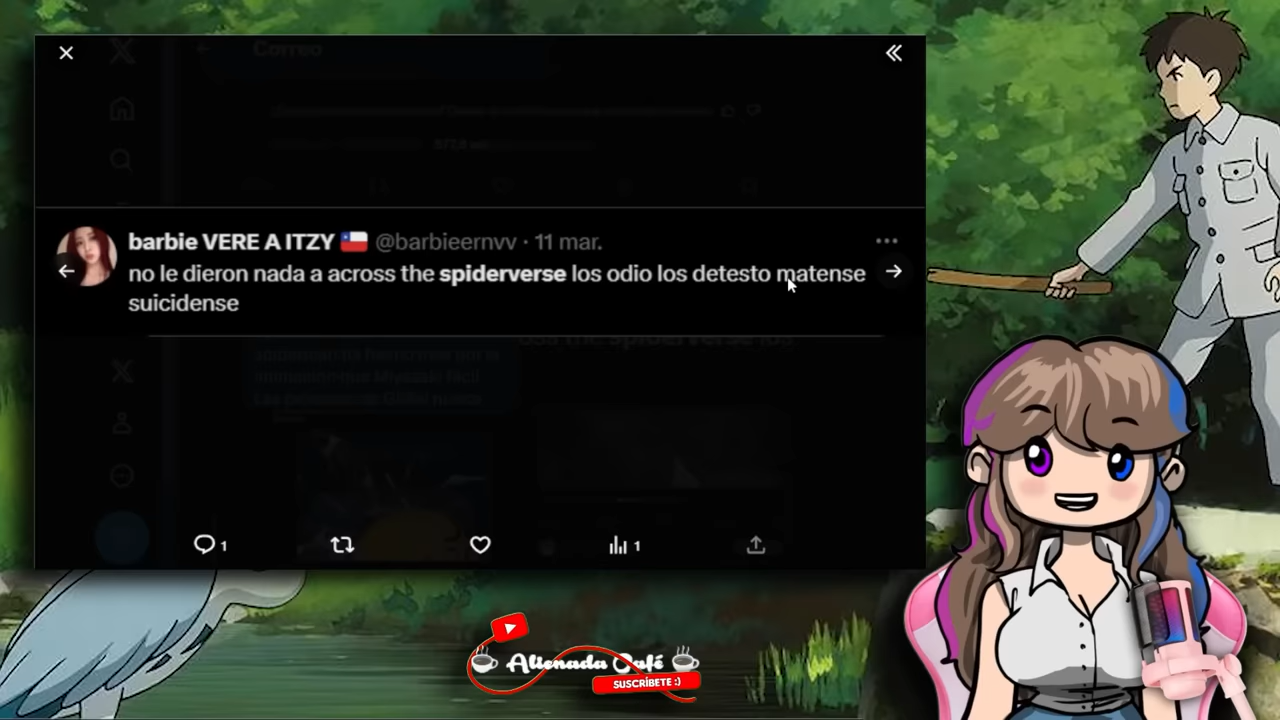 Correo
barbie VERE A ITZY 🇨🇱 @barbieernvv · 11 mar.
no le dieron nada a across the spiderverse los odio los detesto matense
suicidense
1
1
Alienada Café
SUSCRÍBETE :)